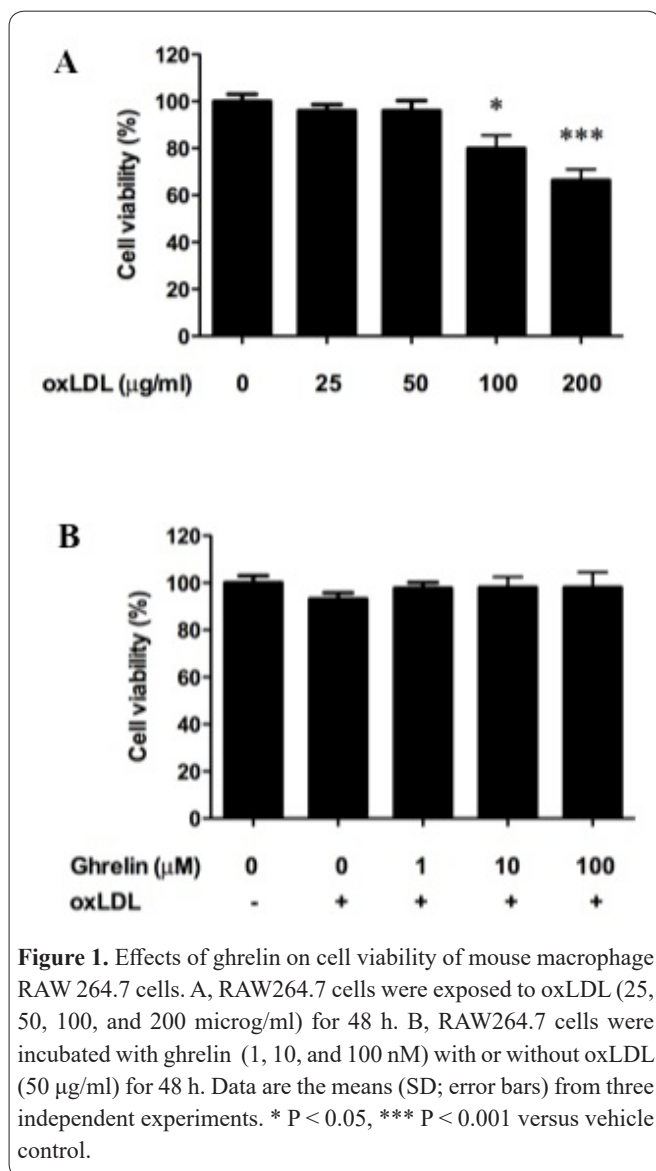 A
120
100
80
60
40
20
0
Cell viability (%)
*
***
oxLDL (μg/ml) 0 25 50 100 200
B
120
100
80
60
40
20
0
Cell viability (%)
Ghrelin (μM) 0 0 1 10 100
oxLDL - + + + +
Figure 1. Effects of ghrelin on cell viability of mouse macrophage
RAW 264.7 cells. A, RAW264.7 cells were exposed to oxLDL (25,
50, 100, and 200 microg/ml) for 48 h. B, RAW264.7 cells were
incubated with ghrelin (1, 10, and 100 nM) with or without oxLDL
(50 μg/ml) for 48 h. Data are the means (SD; error bars) from three
independent experiments. * P < 0.05, *** P < 0.001 versus vehicle
control.